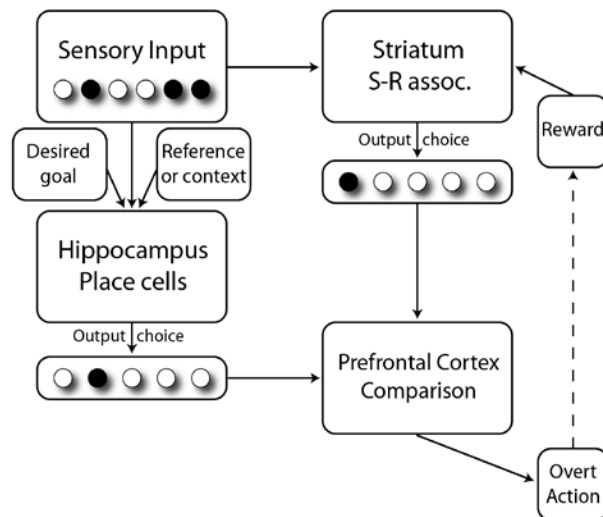 Sensory Input
Striatum
S-R assoc.
Reward
Desired
goal
Reference
or context
Output choice
Hippocampus
Place cells
Output choice
Prefrontal Cortex
Comparison
Overt
Action